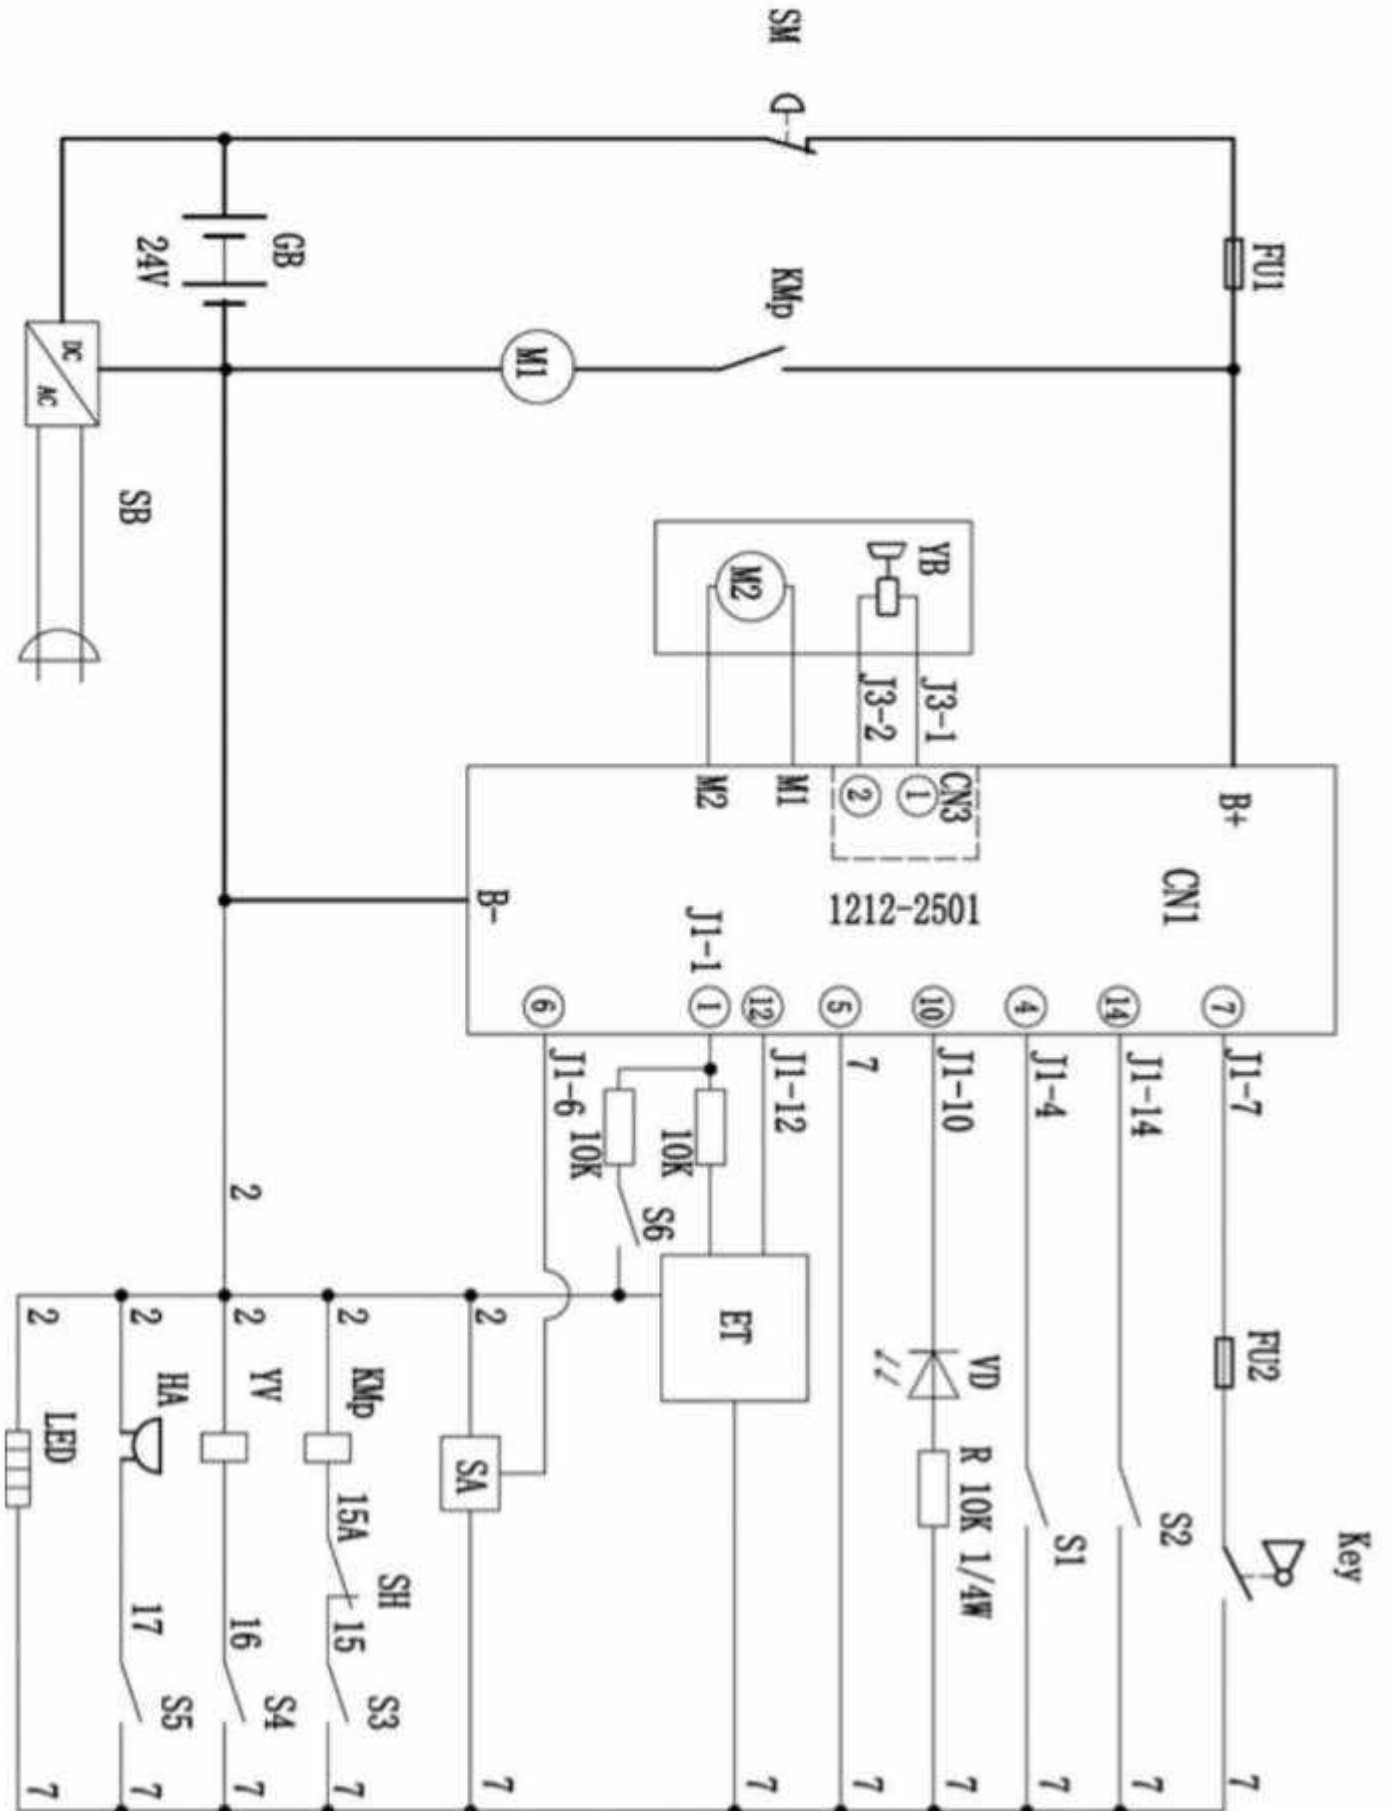 SM
FU1
KMp
GB
24V
M1
DC
AC
SB
YB
M2
J3-1
J3-2
B+
CN3
1
2
M1
M2
B-
CN1
1212-2501
J1-1
7
14
4
10
5
12
1
6
J1-7
J1-14
J1-4
J1-10
7
J1-12
J1-6
10K
10K
S6
2
FU2
VD
ET
2
2
2
2
2
Key
S2
S1
R 10K 1/4W
SA
KMp
YV
HA
LED
15A
SH
15
S3
16
S4
17
S5
7
7
7
7
7
7
7
7
7
7
7